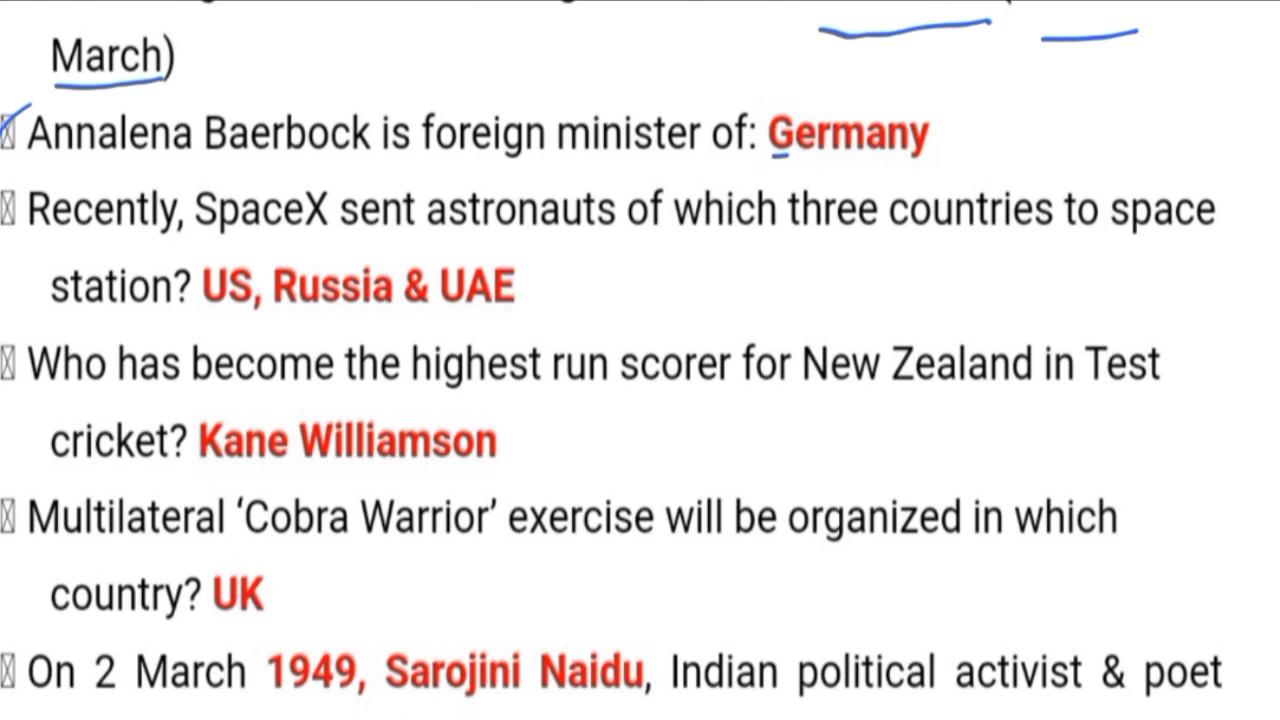 March)
Annalena Baerbock is foreign minister of: Germany
Recently, SpaceX sent astronauts of which three countries to space
station? US, Russia & UAE
Who has become the highest run scorer for New Zealand in Test
cricket? Kane Williamson
Multilateral ‘Cobra Warrior’ exercise will be organized in which
country? UK
On 2 March 1949, Sarojini Naidu, Indian political activist & poet